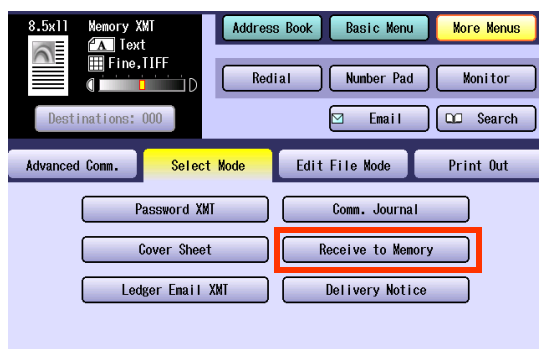 8.5x11 Memory XMT
A Text
Fine,TIFF
D
Destinations: 000
Address Book Basic Menu More Menus
Redial Number Pad Monitor
Email Search
Advanced Comm. Select Mode Edit File Mode Print Out
Password XMT Comm. Journal
Cover Sheet Receive to Memory
Ledger Email XMT Delivery Notice